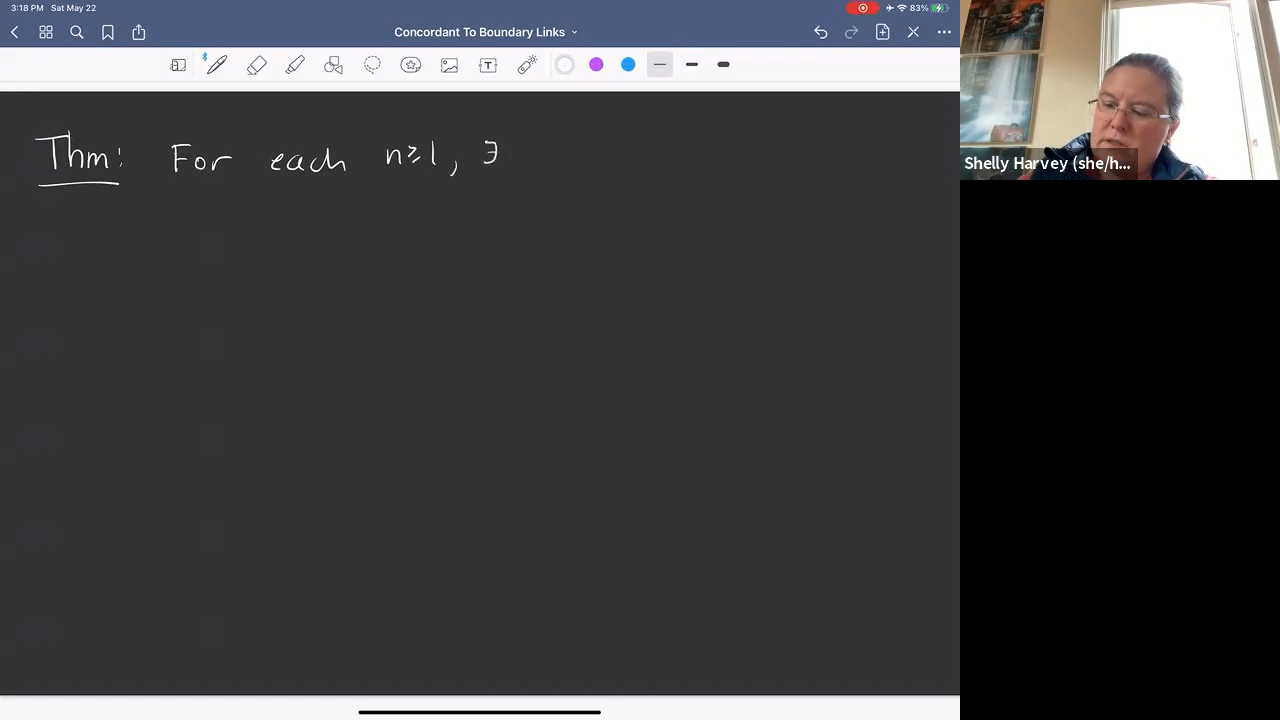 3:18 PM Sat May 22
83%
Concordant To Boundary Links
T
Thm: For each n≥1, ∃
Shelly Harvey (she/h...